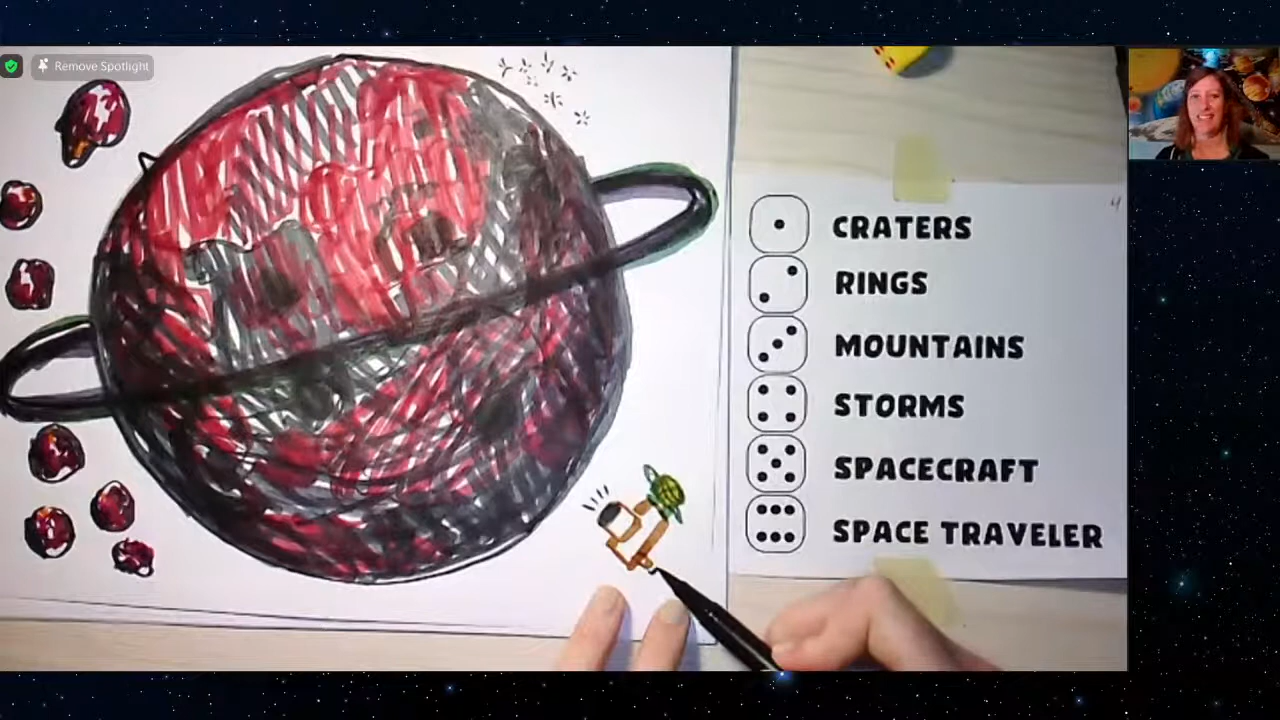 Remove Spotlight
CRATERS
RINGS
MOUNTAINS
STORMS
SPACECRAFT
SPACE TRAVELER